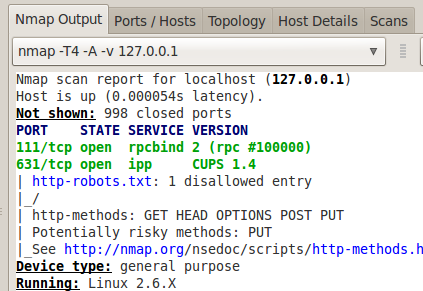 Nmap Output Ports / Hosts Topology Host Details Scans
nmap -T4 -A -v 127.0.0.1
Nmap scan report for localhost (127.0.0.1)
Host is up (0.000054s latency).
Not shown: 998 closed ports
PORT    STATE SERVICE VERSION
111/tcp open  rpcbind 2 (rpc #100000)
631/tcp open  ipp     CUPS 1.4
| http-robots.txt: 1 disallowed entry
|_/
| http-methods: GET HEAD OPTIONS POST PUT
| Potentially risky methods: PUT
|_See http://nmap.org/nsedoc/scripts/http-methods.h
Device type: general purpose
Running: Linux 2.6.X